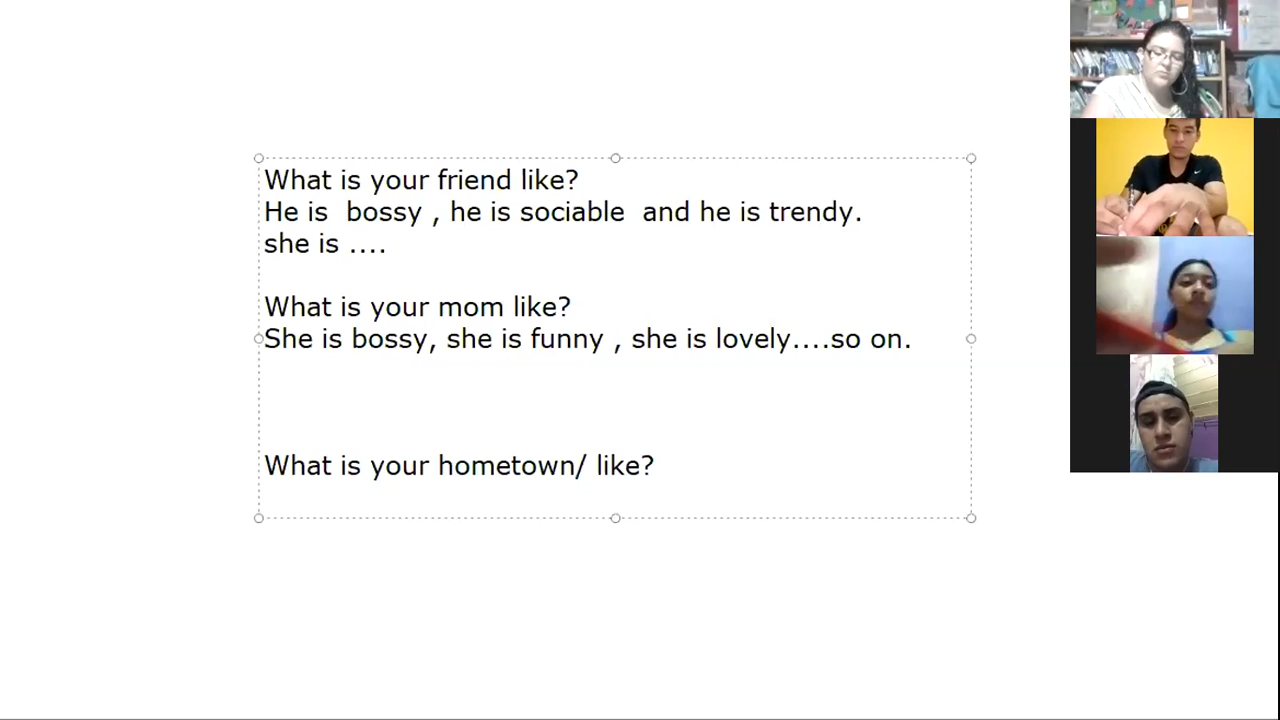 What is your friend like?
He is  bossy , he is sociable  and he is trendy.
she is ....
What is your mom like?
She is bossy, she is funny , she is lovely....so on.
What is your hometown/ like?